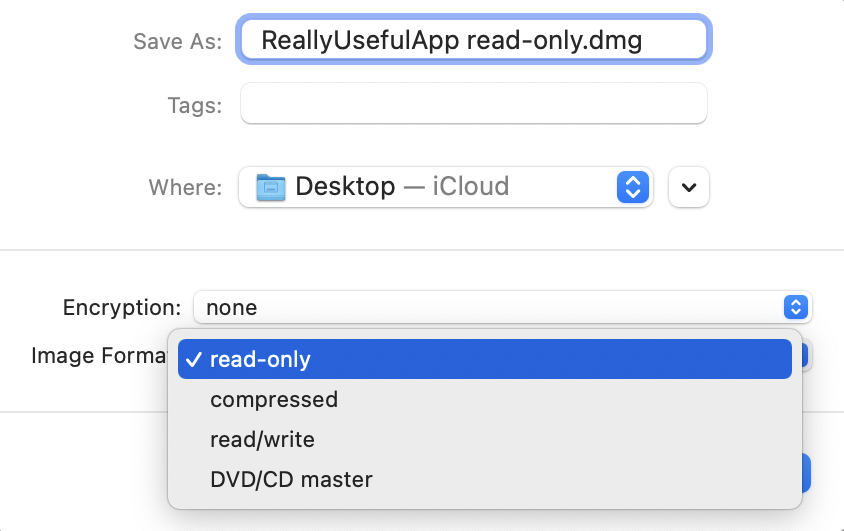 Save As: ReallyUsefulApp read-only.dmg
Tags:
Where: Desktop — iCloud
Encryption: none
Image Forma
✓ read-only
compressed
read/write
DVD/CD master